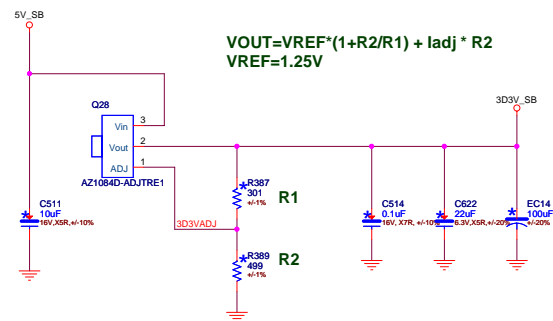 5V_SB
VOUT=VREF*(1+R2/R1) + Iadj * R2
VREF=1.25V
3D3V_SB
Q28
Vin 3
Vout 2
ADJ 1
AZ1084D-ADJTRE1
C511
10uF
16V,X5R,+/-10%
3D3VADJ
R387
301
+/-1%
R1
R389
499
+/-1%
R2
C514
0.1uF
16V, X7R, +/-10%
C622
22uF
6.3V,X5R,+/-20%
EC14
100uF
+/-20%